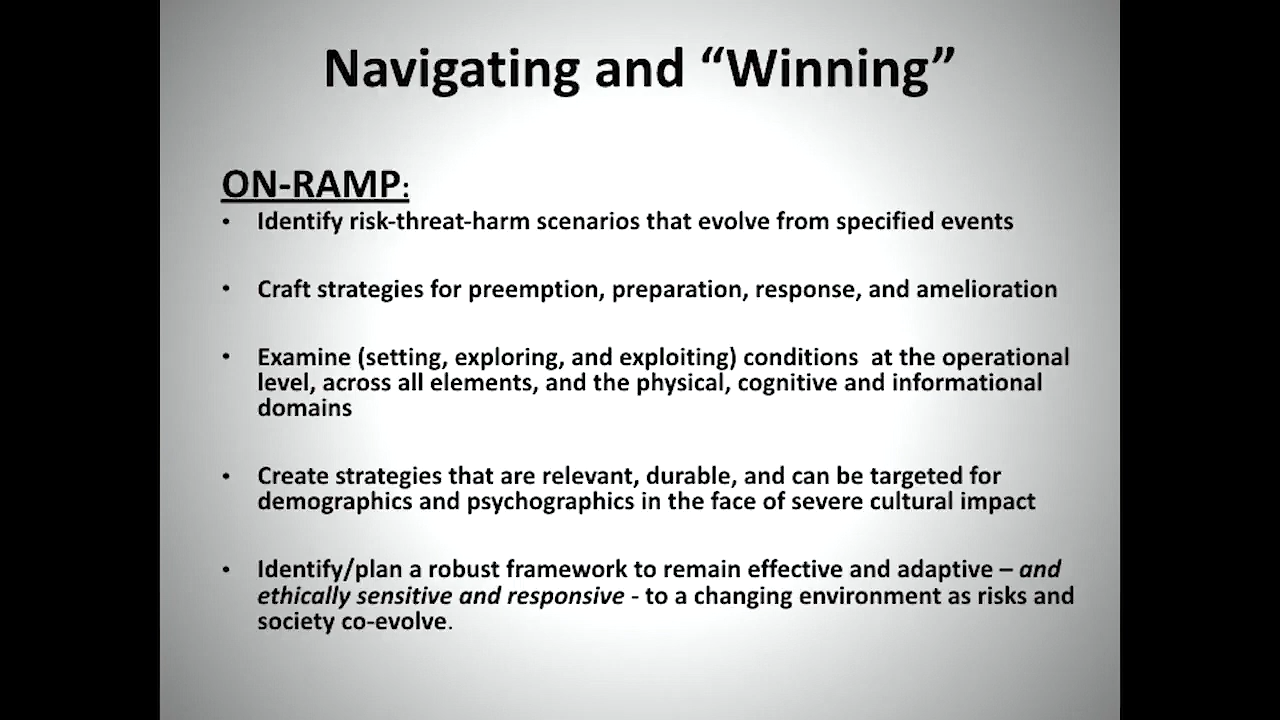 Navigating and “Winning”
ON-RAMP:
• Identify risk-threat-harm scenarios that evolve from specified events
• Craft strategies for preemption, preparation, response, and amelioration
• Examine (setting, exploring, and exploiting) conditions  at the operational
level, across all elements, and the physical, cognitive and informational
domains
• Create strategies that are relevant, durable, and can be targeted for
demographics and psychographics in the face of severe cultural impact
• Identify/plan a robust framework to remain effective and adaptive – and
ethically sensitive and responsive - to a changing environment as risks and
society co-evolve.